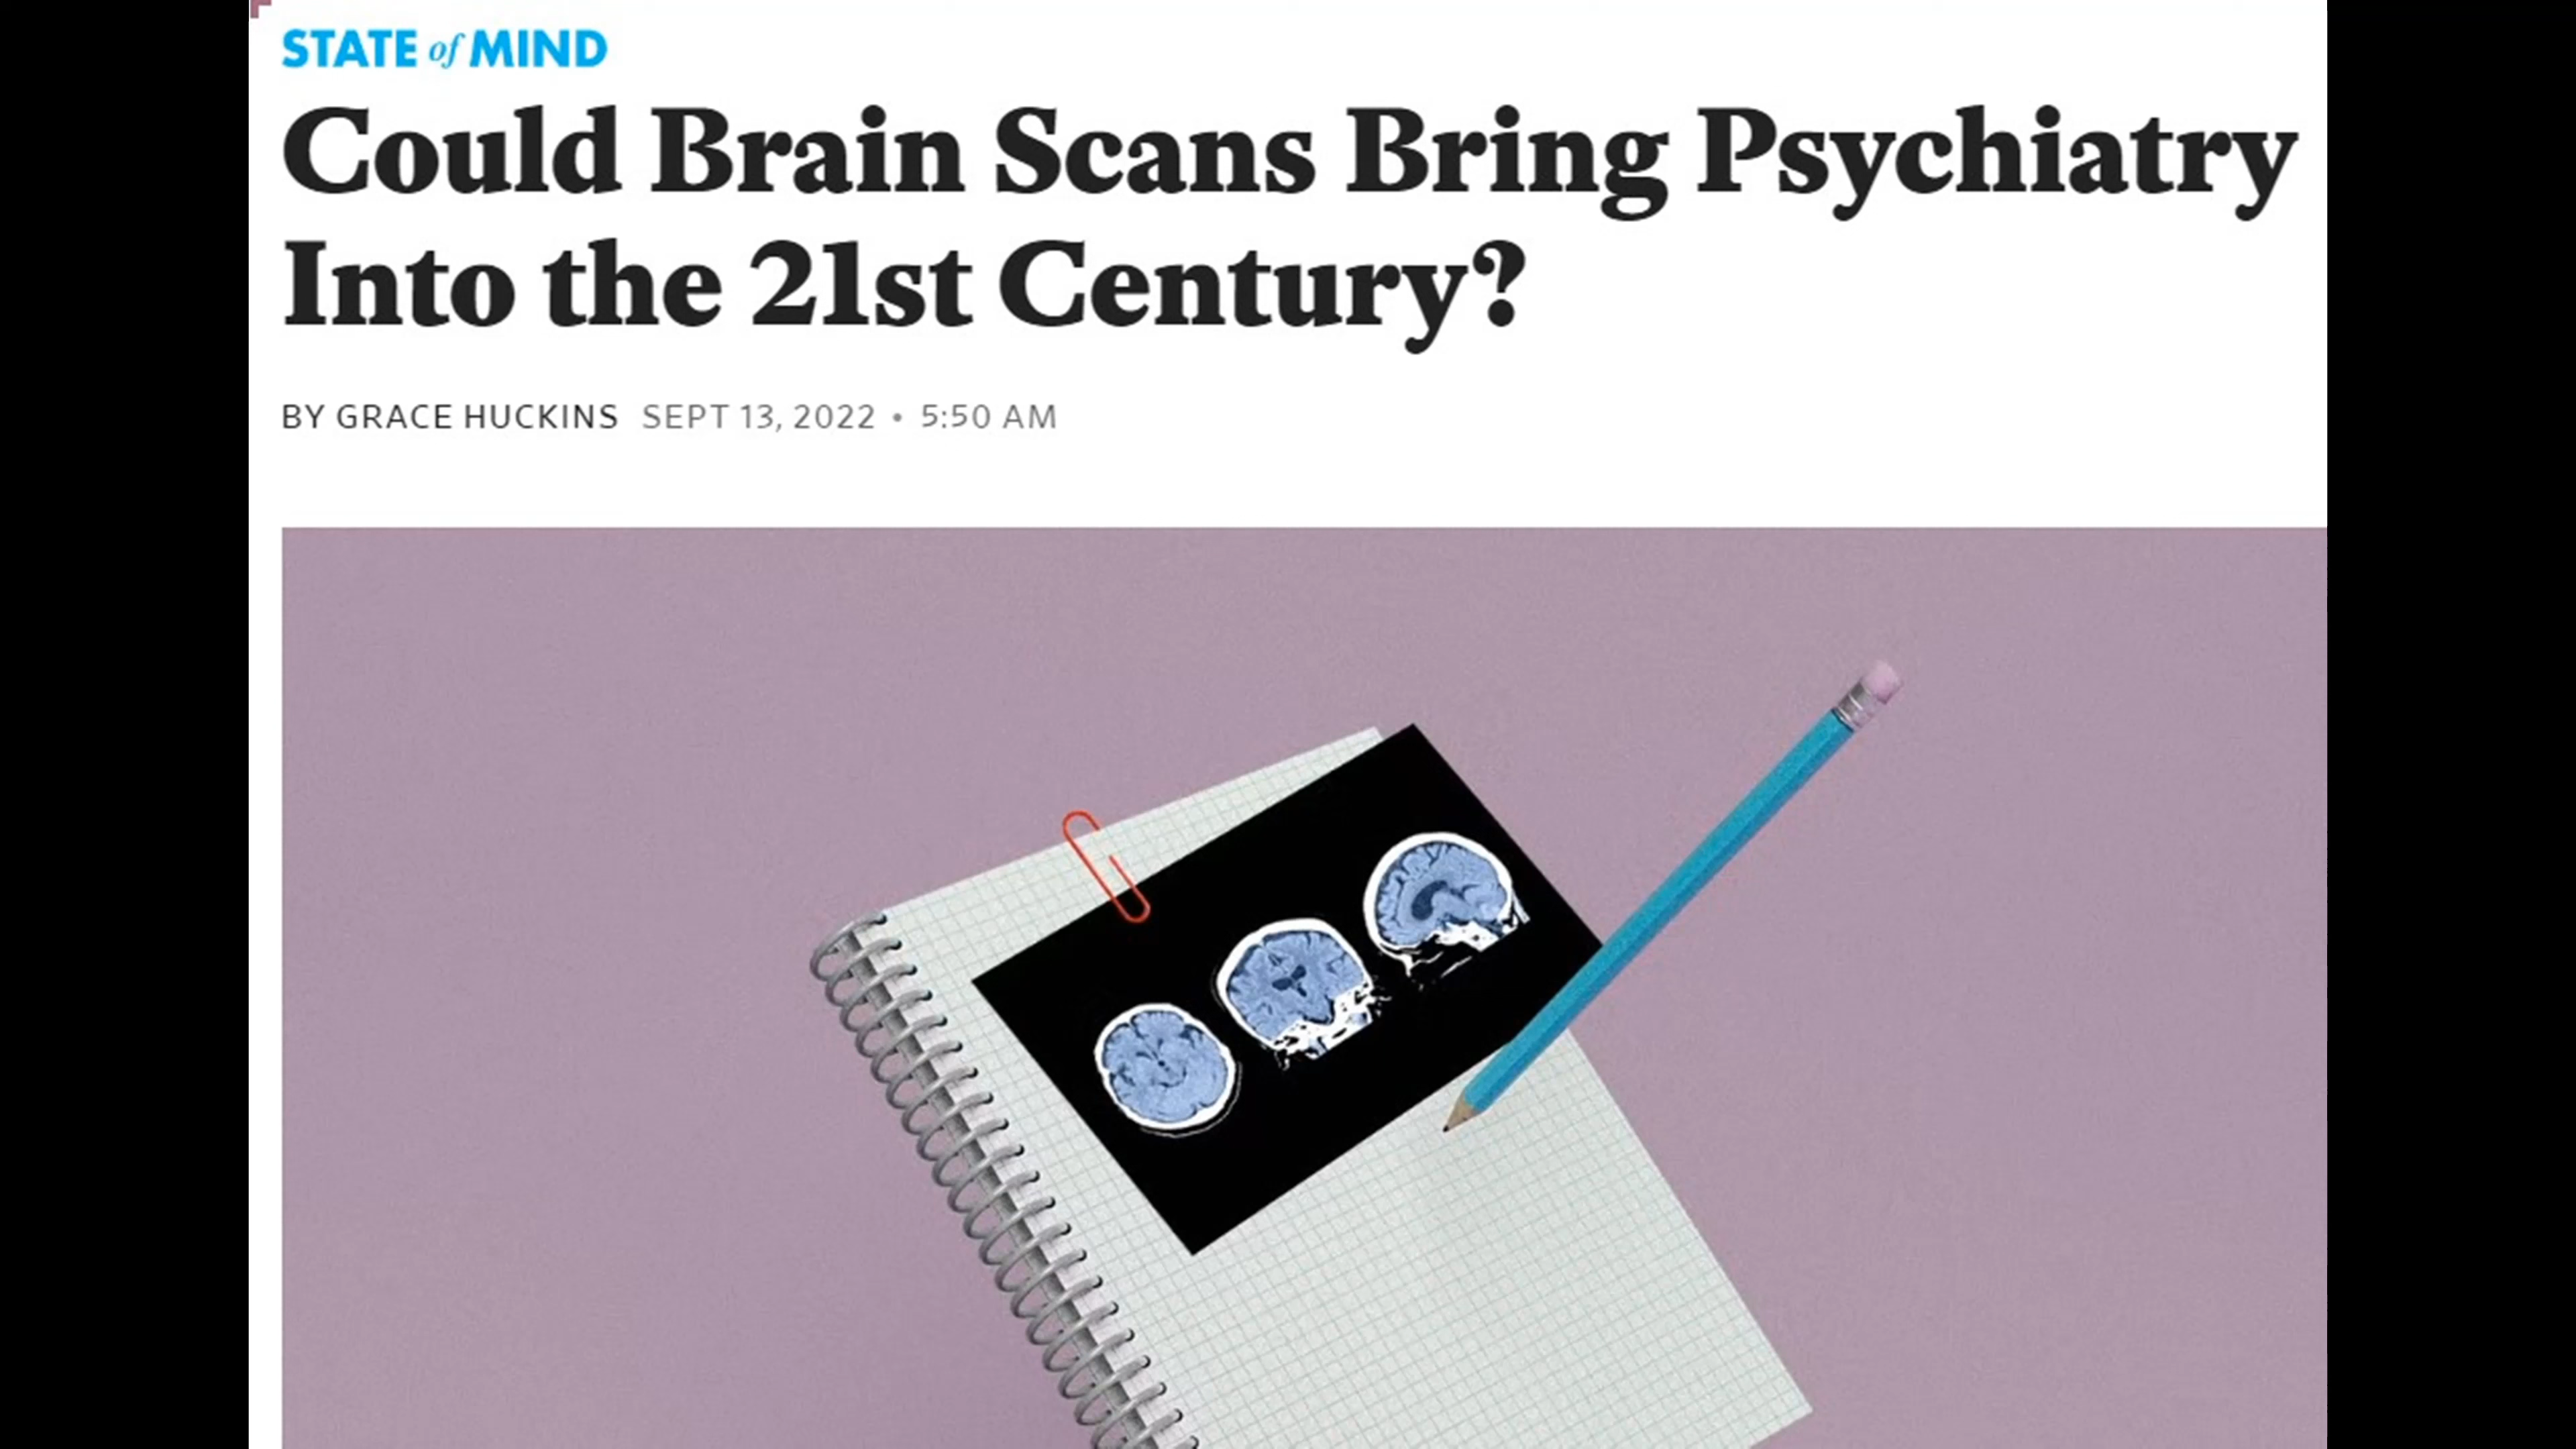 STATE of MIND
Could Brain Scans Bring Psychiatry
Into the 21st Century?
BY GRACE HUCKINS SEPT 13, 2022 • 5:50 AM